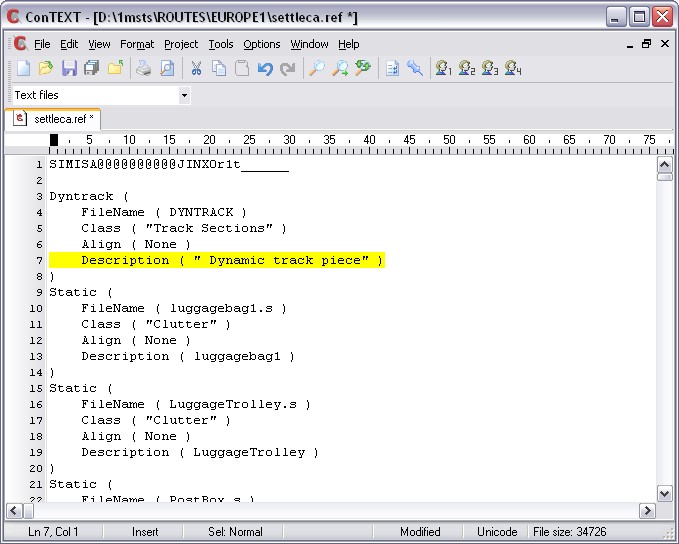 ConTEXT - [D:\1msts\ROUTES\EUROPE1\settleca.ref *]
File Edit View Format Project Tools Options Window Help
1 2 3 4
Text files
settleca.ref *
5 10 15 20 25 30 35 40 45 50 55 60 65 70 75
1 SIMISA@@@@@@@@@@JINX0r1t______
2
3 Dyntrack (
4 FileName ( DYNTRACK )
5 Class ( "Track Sections" )
6 Align ( None )
7 Description ( " Dynamic track piece" )
8 )
9 Static (
10 FileName ( luggagebag1.s )
11 Class ( "Clutter" )
12 Align ( None )
13 Description ( luggagebag1 )
14 )
15 Static (
16 FileName ( LuggageTrolley.s )
17 Class ( "Clutter" )
18 Align ( None )
19 Description ( LuggageTrolley )
20 )
21 Static (
22 FileName ( PostBox.s )
Ln 7, Col 1 Insert Sel: Normal Modified Unicode File size: 34726